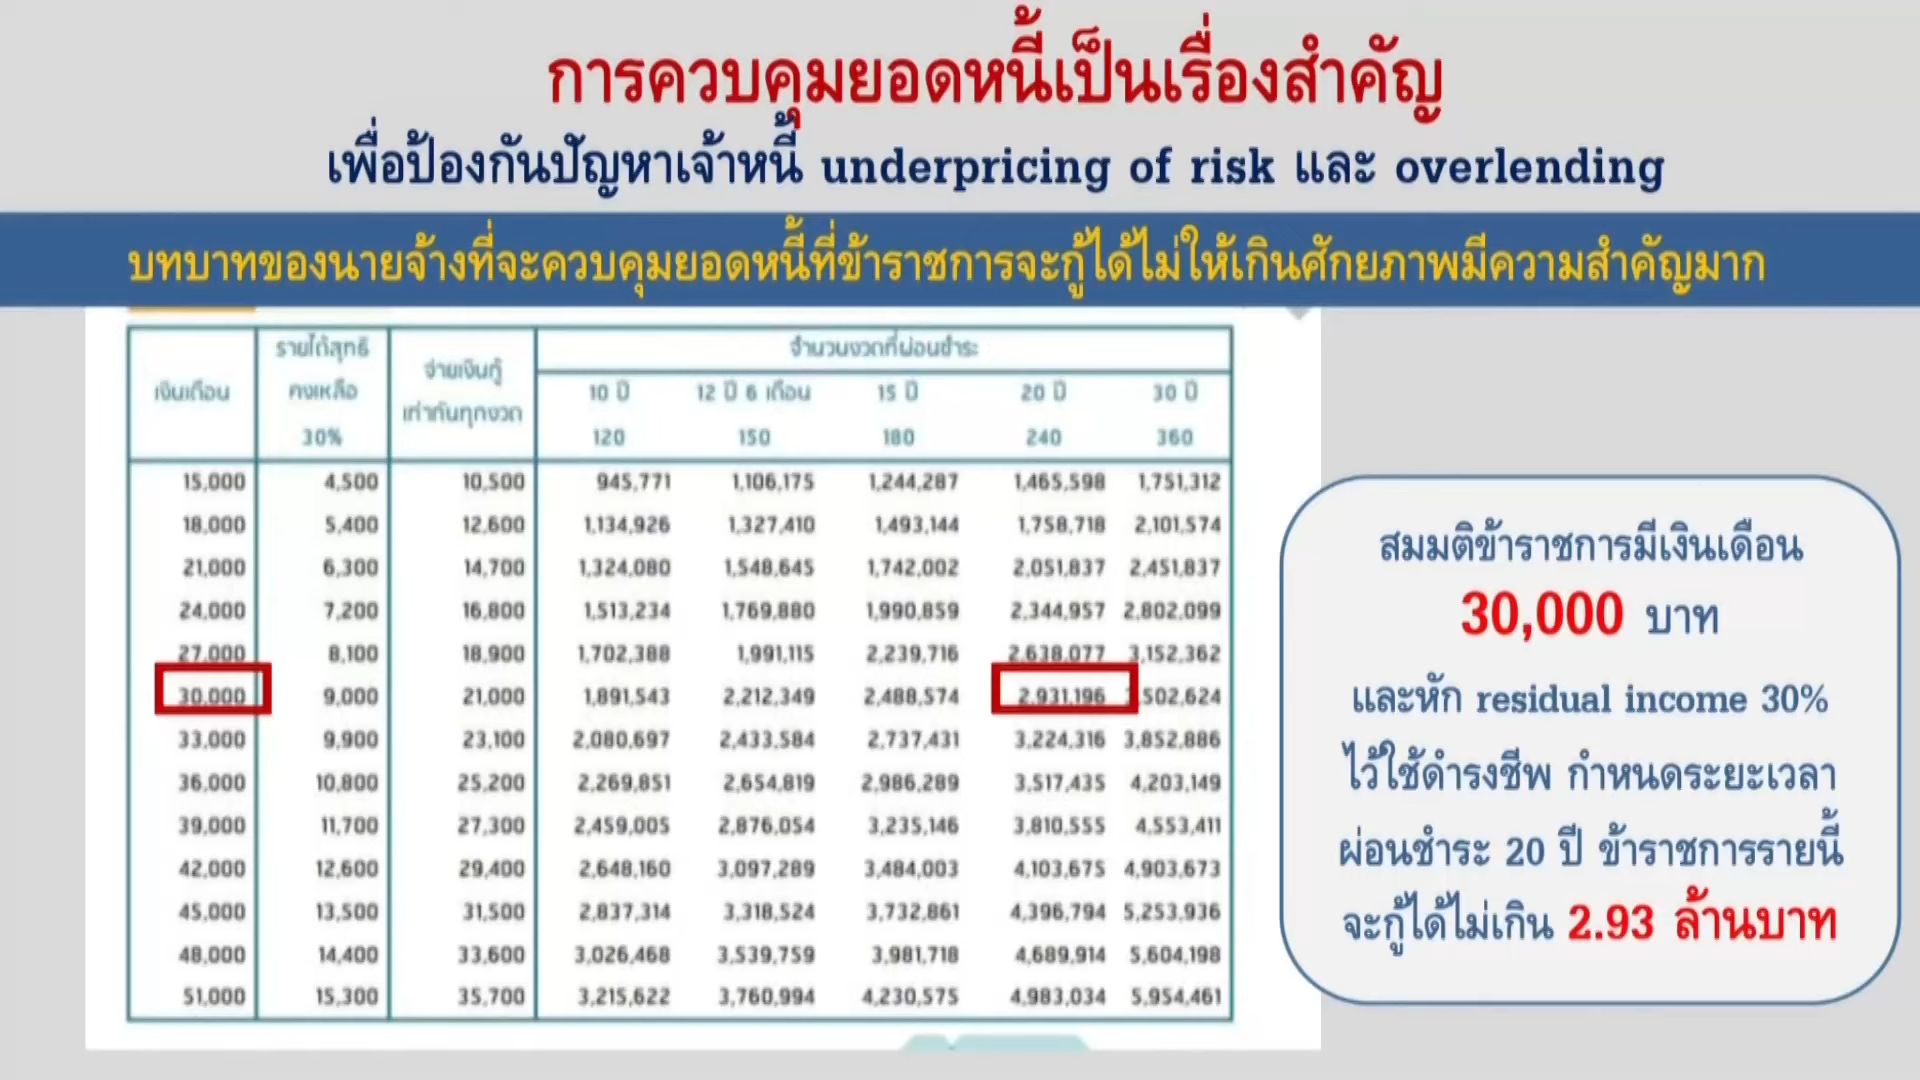 การควบคุมยอดหนี้เป็นเรื่องสำคัญ
เพื่อป้องกันปัญหาเจ้าหนี้ underpricing of risk และ overlending
บทบาทของนายจ้างที่จะควบคุมยอดหนี้ที่ข้าราชการจะกู้ได้ไม่ให้เกินศักยภาพมีความสำคัญมาก
เงินเดือน รายได้สุทธิ คงเหลือ 30% จ่ายเงินกู้ เท่ากันทุกงวด จำนวนงวดที่ผ่อนชำระ
10 ปี 12 ปี 6 เดือน 15 ปี 20 ปี 30 ปี
120 150 180 240 360
15,000 4,500 10,500 945,771 1,106,175 1,244,287 1,465,598 1,751,312
18,000 5,400 12,600 1,134,926 1,327,410 1,493,144 1,758,718 2,101,574
21,000 6,300 14,700 1,324,080 1,548,645 1,742,002 2,051,837 2,451,837
24,000 7,200 16,800 1,513,234 1,769,880 1,990,859 2,344,957 2,802,099
27,000 8,100 18,900 1,702,388 1,991,115 2,239,716 2,638,077 3,152,362
30,000 9,000 21,000 1,891,543 2,212,349 2,488,574 2,931,196 ,502,624
33,000 9,900 23,100 2,080,697 2,433,584 2,737,431 3,224,316 3,852,886
36,000 10,800 25,200 2,269,851 2,654,819 2,986,289 3,517,435 4,203,149
39,000 11,700 27,300 2,459,005 2,876,054 3,235,146 3,810,555 4,553,411
42,000 12,600 29,400 2,648,160 3,097,289 3,484,003 4,103,675 4,903,673
45,000 13,500 31,500 2,837,314 3,318,524 3,732,861 4,396,794 5,253,936
48,000 14,400 33,600 3,026,468 3,539,759 3,981,718 4,689,914 5,604,198
51,000 15,300 35,700 3,215,622 3,760,994 4,230,575 4,983,034 5,954,461
สมมติข้าราชการมีเงินเดือน
30,000 บาท
และหัก residual income 30%
ไว้ใช้ดำรงชีพ กำหนดระยะเวลา
ผ่อนชำระ 20 ปี ข้าราชการรายนี้
จะกู้ได้ไม่เกิน 2.93 ล้านบาท